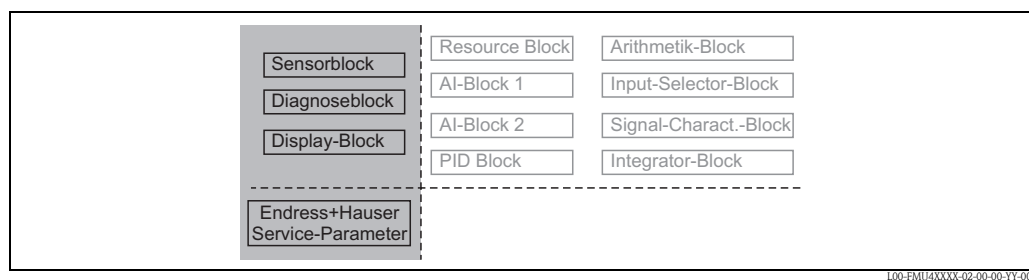 Sensorblock
Diagnoseblock
Display-Block
Endress+Hauser
Service-Parameter
Resource Block
AI-Block 1
AI-Block 2
PID Block
Arithmetik-Block
Input-Selector-Block
Signal-Charact.-Block
Integrator-Block
L00-FMU4XXXX-02-00-00-YY-00